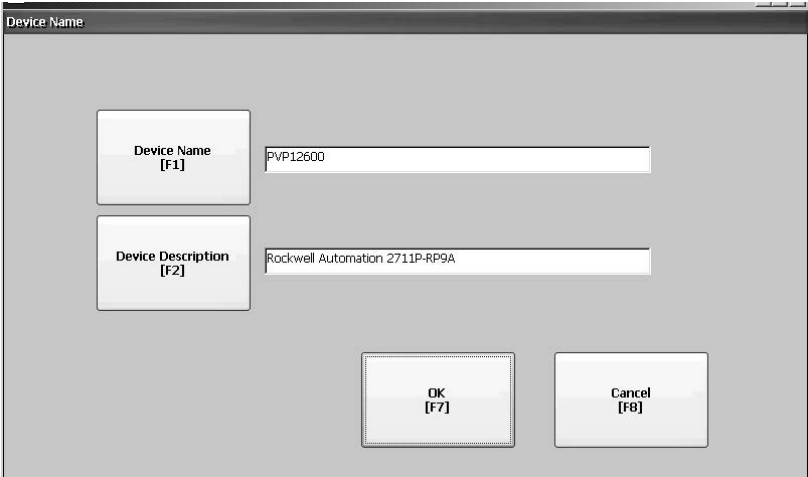 Device Name
Device Name
[F1]
PVP12600
Device Description
[F2]
Rockwell Automation 2711P-RP9A
OK
[F7]
Cancel
[F8]